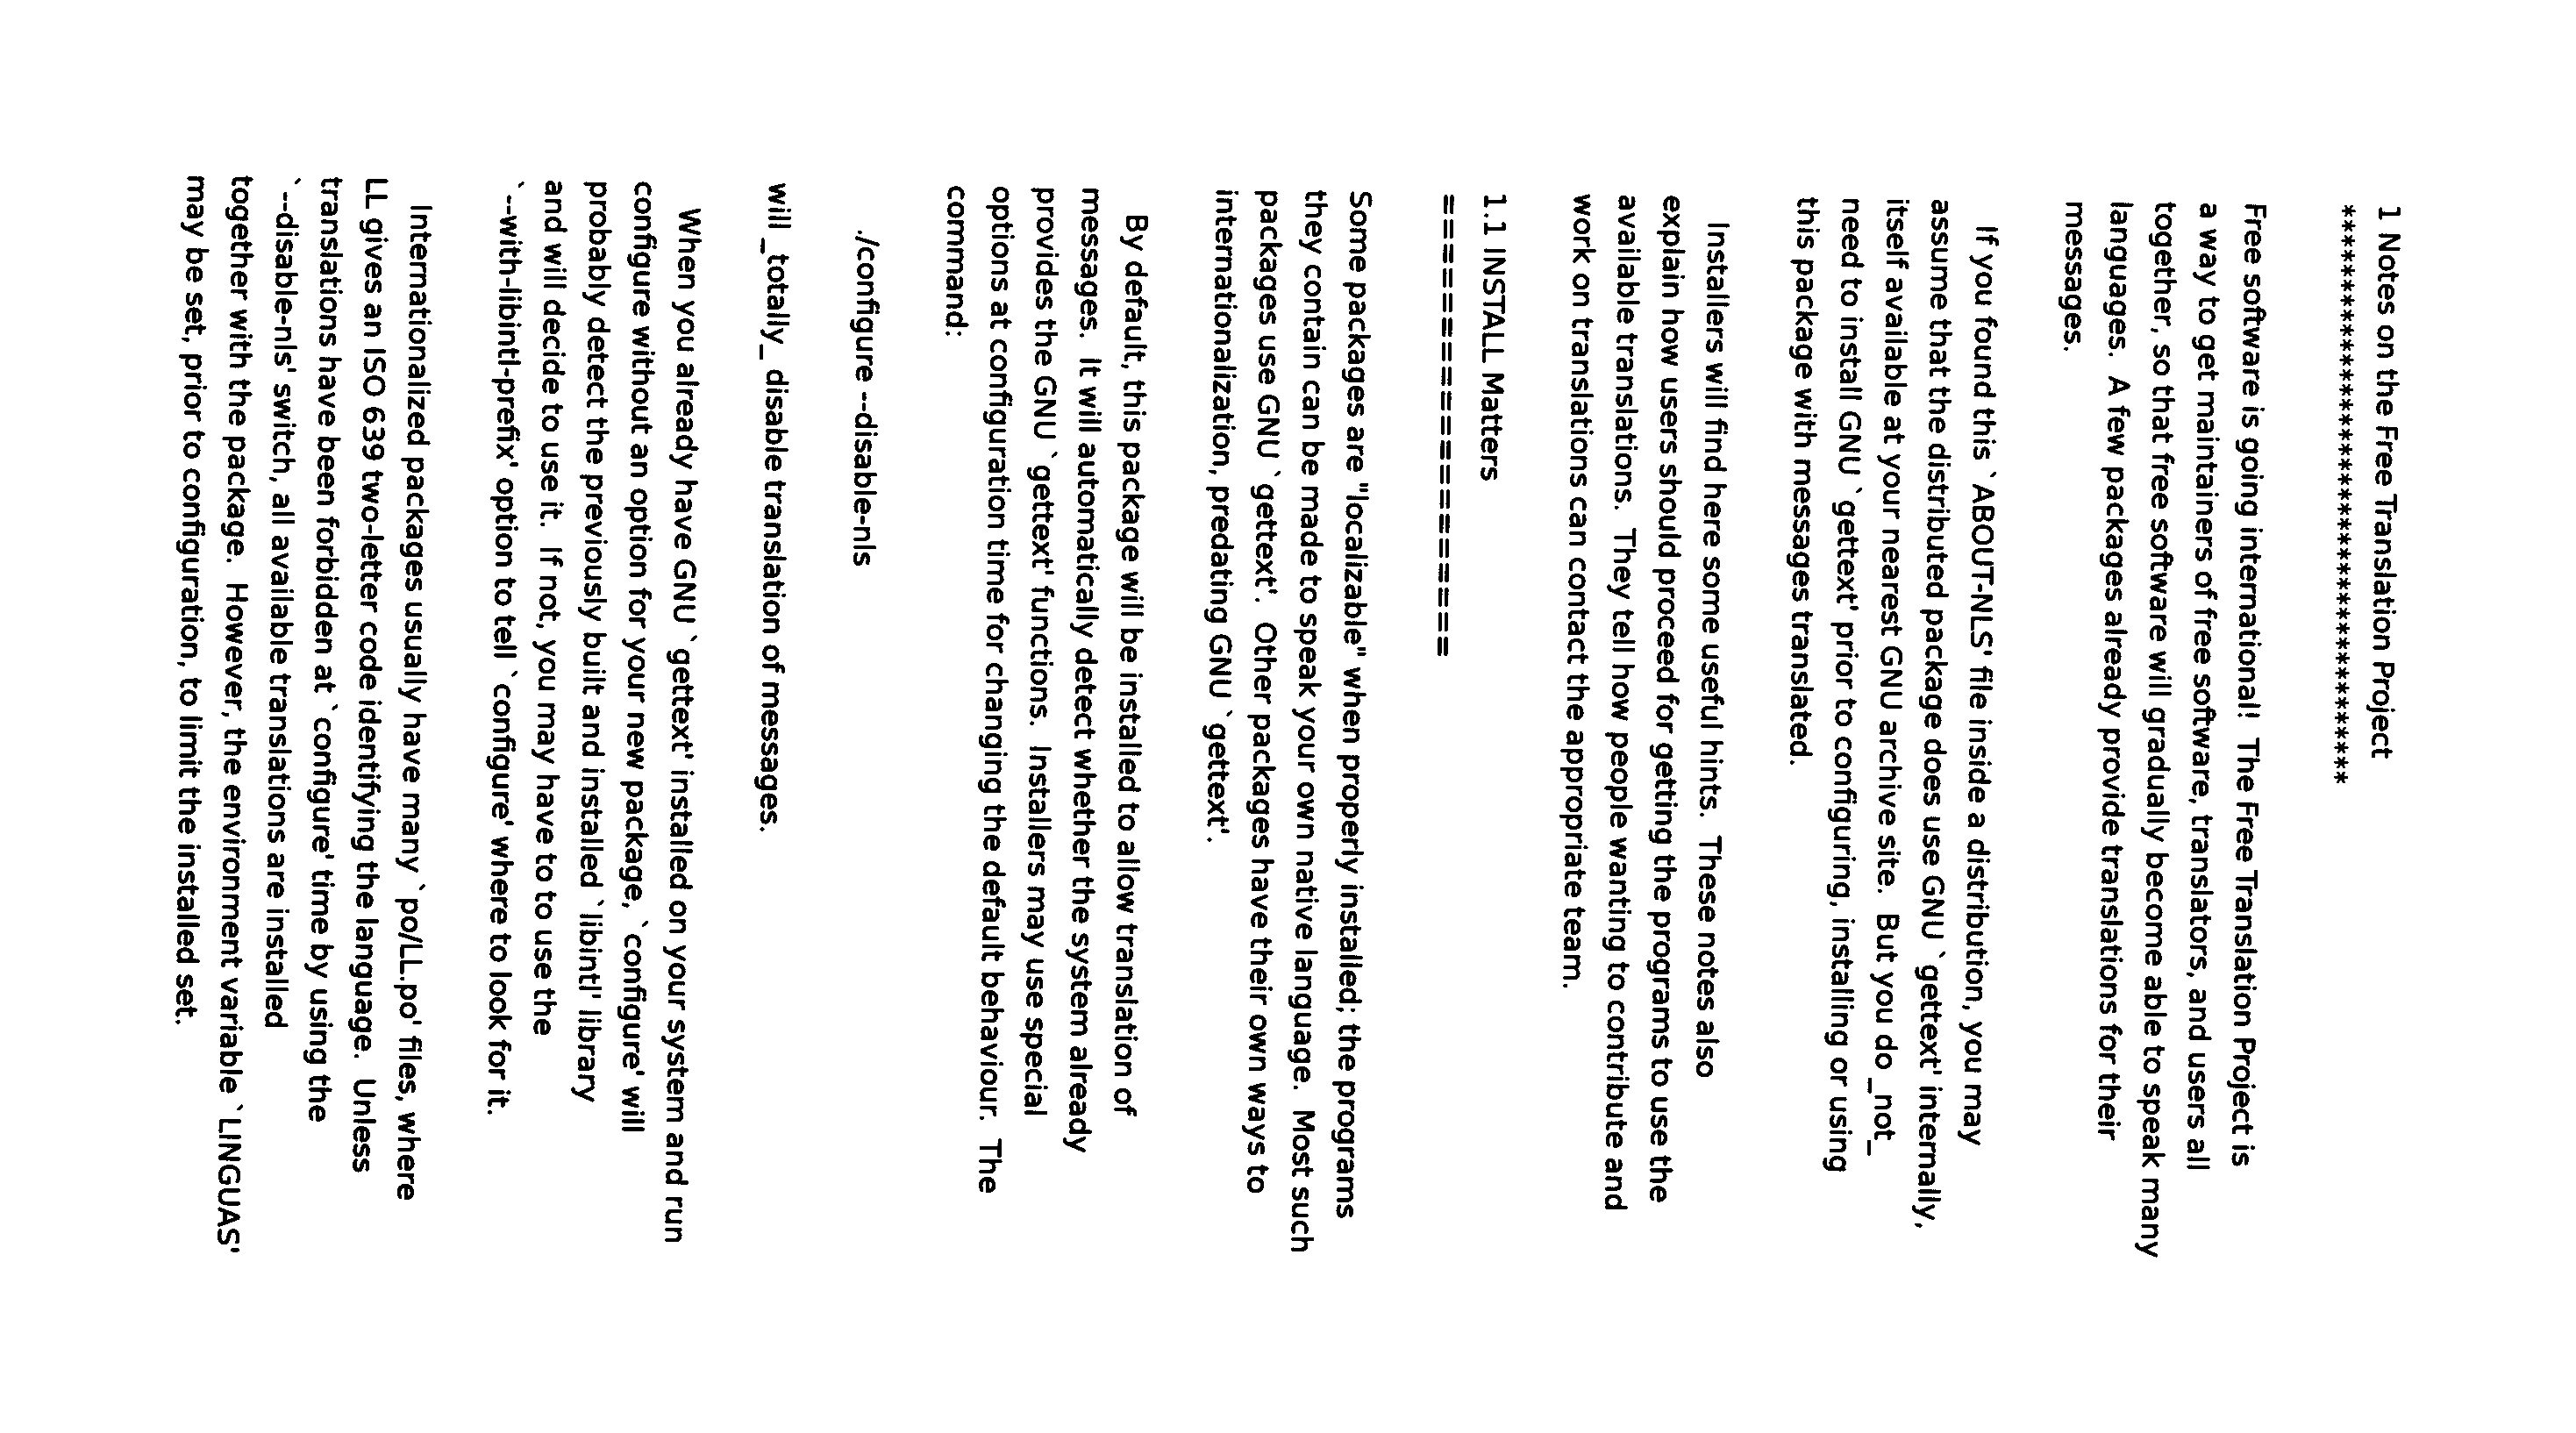 1 Notes on the Free Translation Project
***************************************
Free software is going international!  The Free Translation Project is
a way to get maintainers of free software, translators, and users all
together, so that free software will gradually become able to speak many
languages.  A few packages already provide translations for their
messages.
   If you found this `ABOUT-NLS' file inside a distribution, you may
assume that the distributed package does use GNU `gettext' internally,
itself available at your nearest GNU archive site.  But you do _not_
need to install GNU `gettext' prior to configuring, installing or using
this package with messages translated.
   Installers will find here some useful hints.  These notes also
explain how users should proceed for getting the programs to use the
available translations.  They tell how people wanting to contribute and
work on translations can contact the appropriate team.
1.1 INSTALL Matters
===================
Some packages are "localizable" when properly installed; the programs
they contain can be made to speak your own native language.  Most such
packages use GNU `gettext'.  Other packages have their own ways to
internationalization, predating GNU `gettext'.
   By default, this package will be installed to allow translation of
messages.  It will automatically detect whether the system already
provides the GNU `gettext' functions.  Installers may use special
options at configuration time for changing the default behaviour.  The
command:
     ./configure --disable-nls
will _totally_ disable translation of messages.
   When you already have GNU `gettext' installed on your system and run
configure without an option for your new package, `configure' will
probably detect the previously built and installed `libintl' library
and will decide to use it.  If not, you may have to to use the
`--with-libintl-prefix' option to tell `configure' where to look for it.
   Internationalized packages usually have many `po/LL.po' files, where
LL gives an ISO 639 two-letter code identifying the language.  Unless
translations have been forbidden at `configure' time by using the
`--disable-nls' switch, all available translations are installed
together with the package.  However, the environment variable `LINGUAS'
may be set, prior to configuration, to limit the installed set.